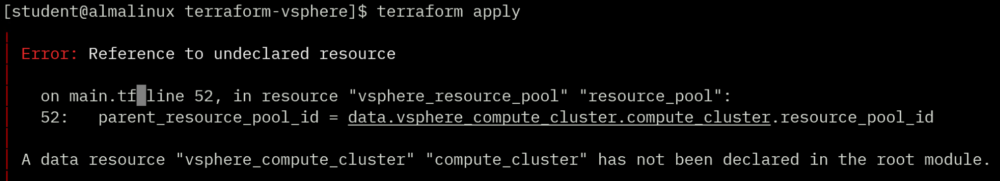 [student@almalinux terraform-vsphere]$ terraform apply
Error: Reference to undeclared resource
on main.tf line 52, in resource "vsphere_resource_pool" "resource_pool":
52:   parent_resource_pool_id = data.vsphere_compute_cluster.compute_cluster.resource_pool_id
A data resource "vsphere_compute_cluster" "compute_cluster" has not been declared in the root module.